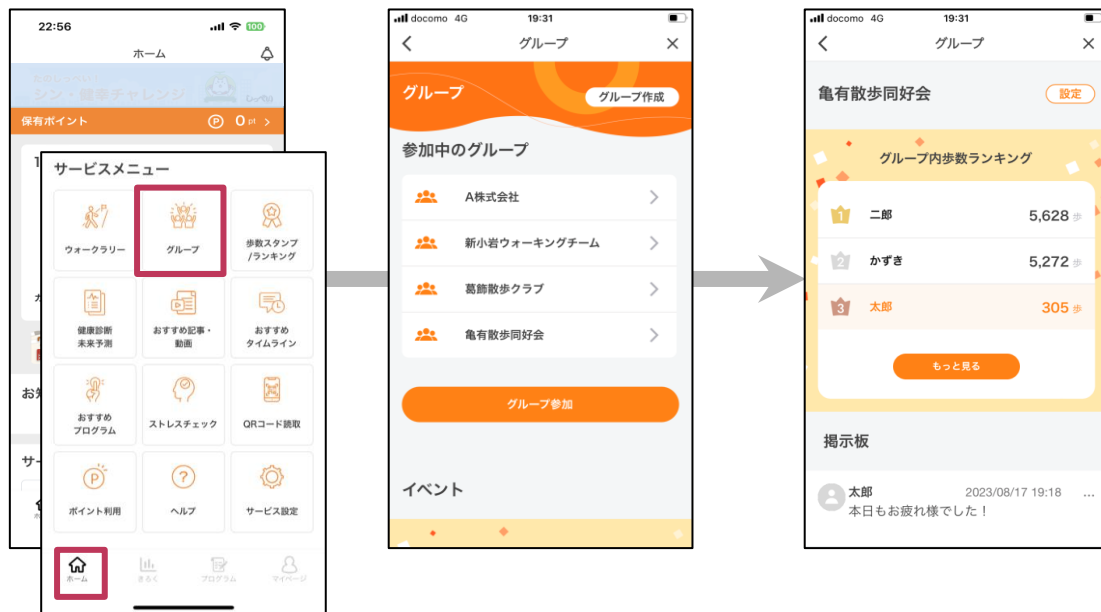 22:56
100
ホーム
シン・健幸チャレンジ
保有ポイント
P 0 pt >
サービスメニュー
ウォークラリー
グループ
歩数スタンプ
/ランキング
健康診断
未来予測
おすすめ記事・
動画
おすすめ
タイムライン
おすすめ
プログラム
ストレスチェック
QRコード読取
P
?
ポイント利用
ヘルプ
サービス設定
ホーム
きろく
プログラム
マイページ
docomo 4G 19:31
グループ
グループ
グループ作成
参加中のグループ
A株式会社
新小岩ウォーキングチーム
葛飾散歩クラブ
亀有散歩同好会
グループ参加
イベント
docomo 4G 19:31
グループ
亀有散歩同好会
設定
グループ内歩数ランキング
1 二郎 5,628 歩
2 かずき 5,272 歩
3 太郎 305 歩
もっと見る
掲示板
太郎 2023/08/17 19:18 ...
本日もお疲れ様でした！